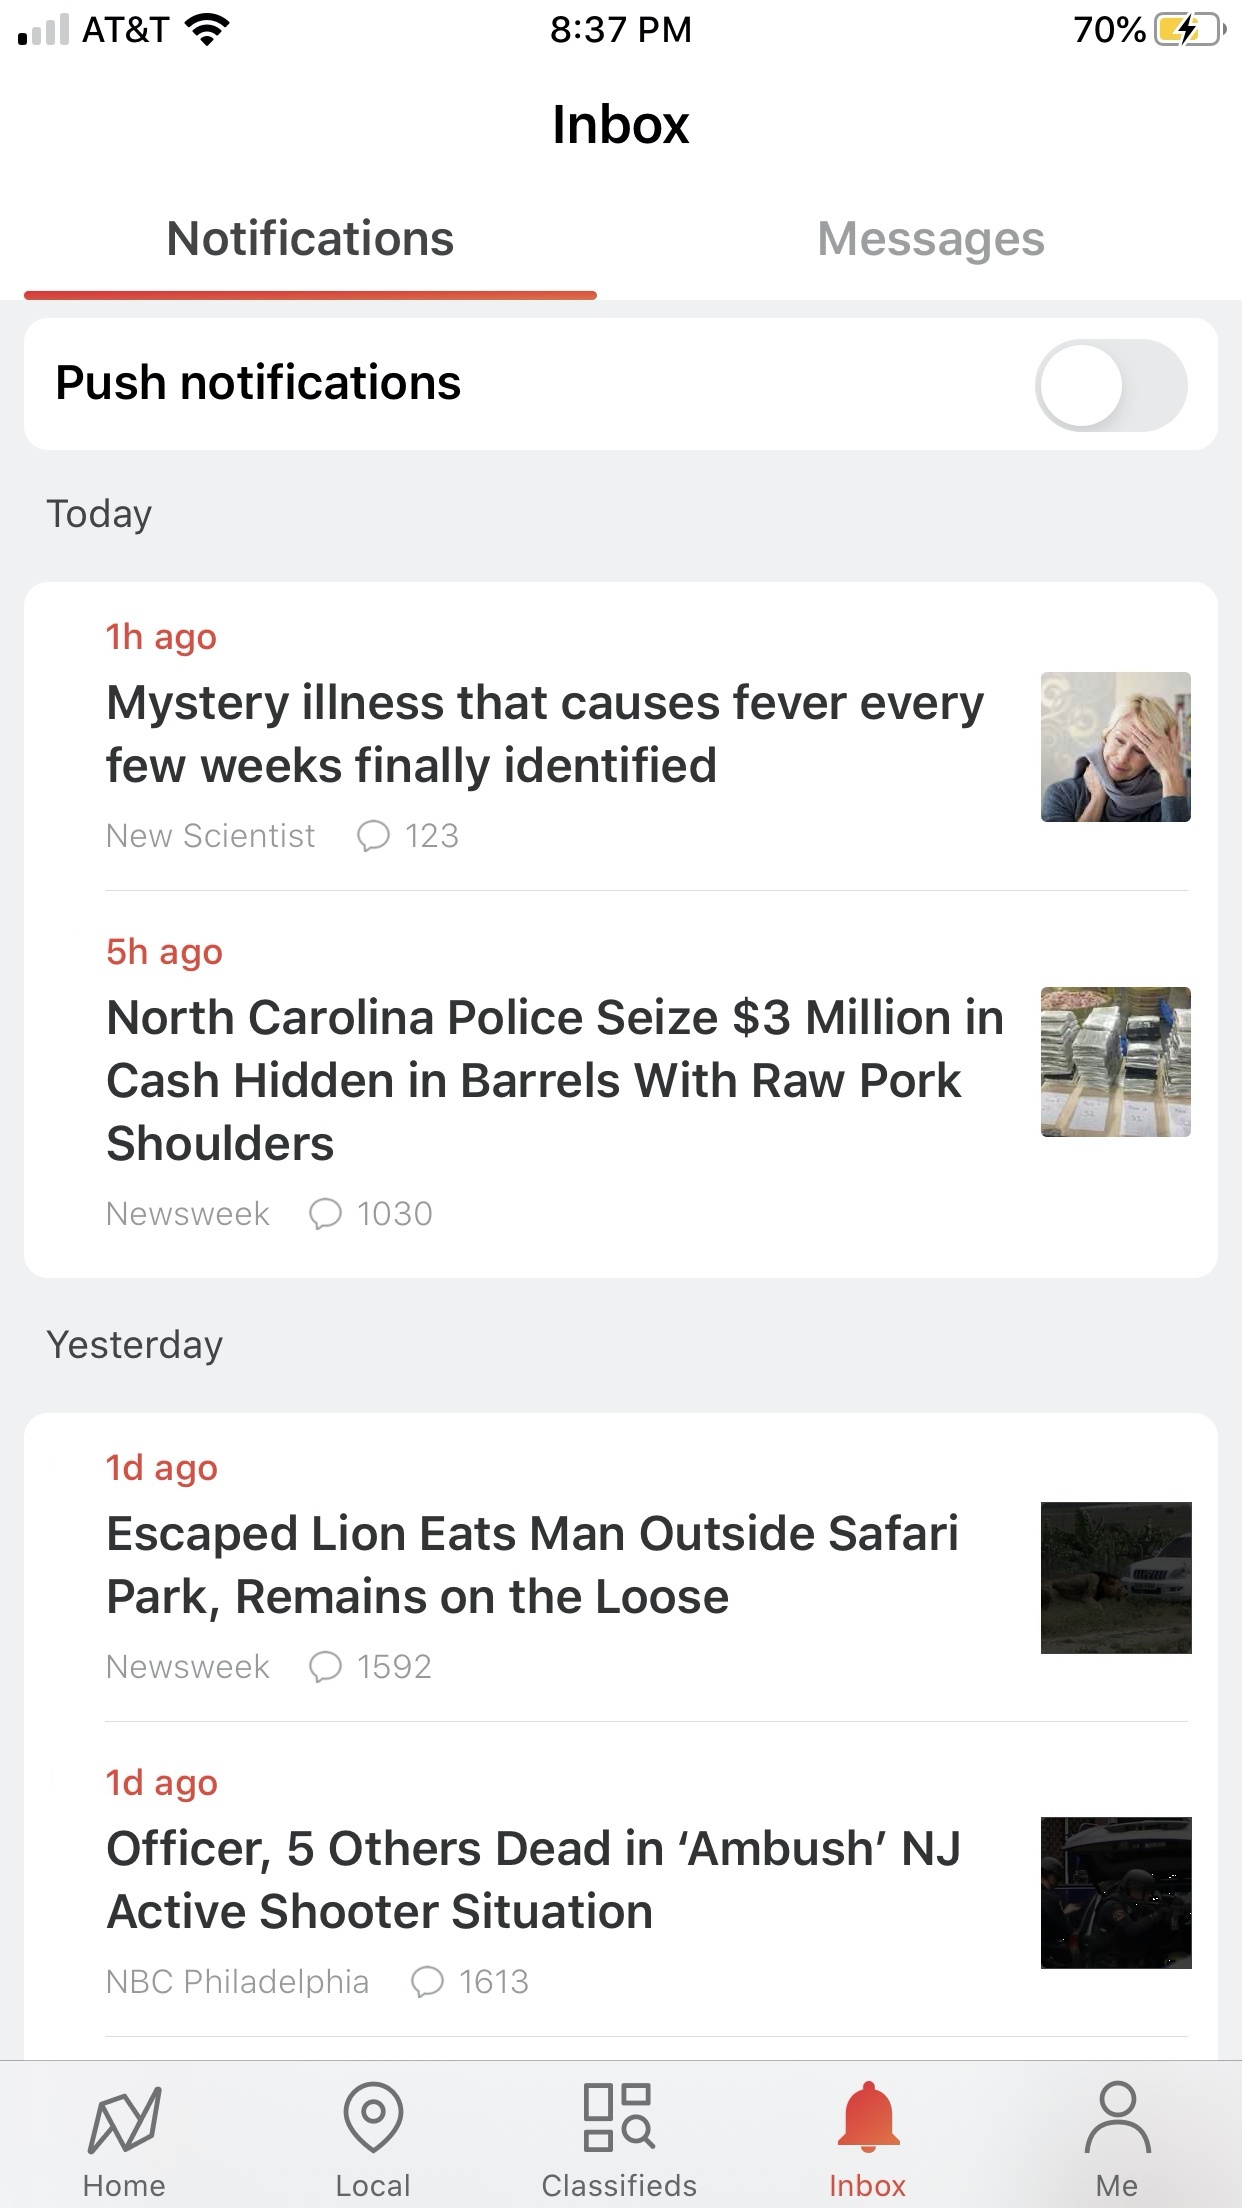 AT&T 8:37 PM 70%
Inbox
Notifications Messages
Push notifications
Today
1h ago
Mystery illness that causes fever every
few weeks finally identified
New Scientist 123
5h ago
North Carolina Police Seize $3 Million in
Cash Hidden in Barrels With Raw Pork
Shoulders
Newsweek 1030
Yesterday
1d ago
Escaped Lion Eats Man Outside Safari
Park, Remains on the Loose
Newsweek 1592
1d ago
Officer, 5 Others Dead in ‘Ambush’ NJ
Active Shooter Situation
NBC Philadelphia 1613
Home Local Classifieds Inbox Me